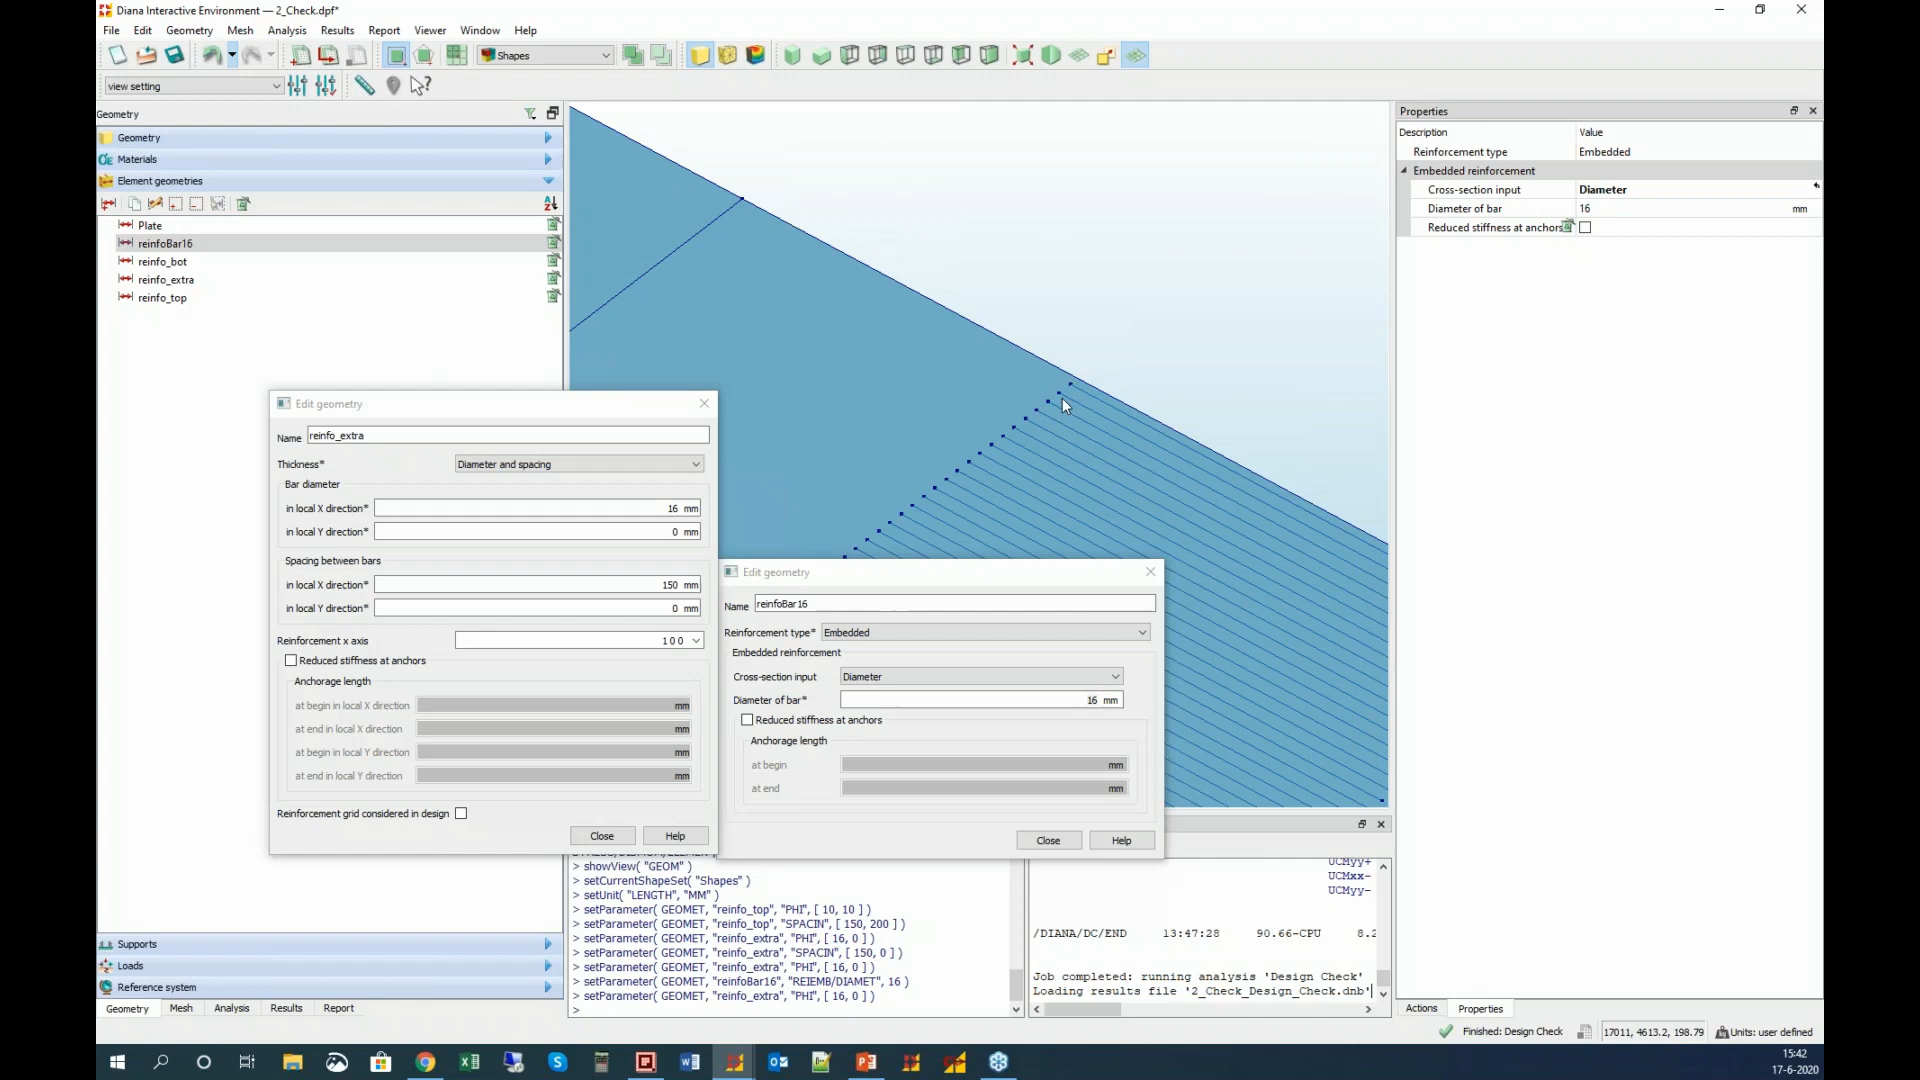 Diana Interactive Environment — 2_Check.dpf*
File Edit Geometry Mesh Analysis Results Report Viewer Window Help
Shapes
view setting
Geometry
Geometry
Materials
Element geometries
Plate
reinfoBar16
reinfo_bot
reinfo_extra
reinfo_top
Supports
Loads
Reference system
Geometry Mesh Analysis Results Report
Edit geometry
Name reinfo_extra
Thickness* Diameter and spacing
Bar diameter
in local X direction* 16 mm
in local Y direction* 0 mm
Spacing between bars
in local X direction* 150 mm
in local Y direction* 0 mm
Reinforcement x axis 1 0 0
Reduced stiffness at anchors
Anchorage length
at begin in local X direction mm
at end in local X direction mm
at begin in local Y direction mm
at end in local Y direction mm
Reinforcement grid considered in design
Close Help
Edit geometry
Name reinfoBar16
Reinforcement type* Embedded
Embedded reinforcement
Cross-section input Diameter
Diameter of bar* 16 mm
Reduced stiffness at anchors
Anchorage length
at begin mm
at end mm
Close Help
> showView( "GEOM" )
> setCurrentShapeSet( "Shapes" )
> setUnit( "LENGTH", "MM" )
> setParameter( GEOMET, "reinfo_top", "PHI", [ 10, 10 ] )
> setParameter( GEOMET, "reinfo_top", "SPACIN", [ 150, 200 ] )
> setParameter( GEOMET, "reinfo_extra", "PHI", [ 16, 0 ] )
> setParameter( GEOMET, "reinfo_extra", "SPACIN", [ 150, 0 ] )
> setParameter( GEOMET, "reinfo_extra", "PHI", [ 16, 0 ] )
> setParameter( GEOMET, "reinfoBar16", "REIEMB/DIAMET", 16 )
> setParameter( GEOMET, "reinfo_extra", "PHI", [ 16, 0 ] )
>
UCMyy+
UCMxx-
UCMyy-
/DIANA/DC/END 13:47:28 90.66-CPU 8.2
Job completed: running analysis 'Design Check'
Loading results file '2_Check_Design_Check.dnb'
Properties
Description Value
Reinforcement type Embedded
Embedded reinforcement
Cross-section input Diameter
Diameter of bar 16 mm
Reduced stiffness at anchors
Actions Properties
Finished: Design Check 17011, 4613.2, 198.79 Units: user defined
15:42
17-6-2020